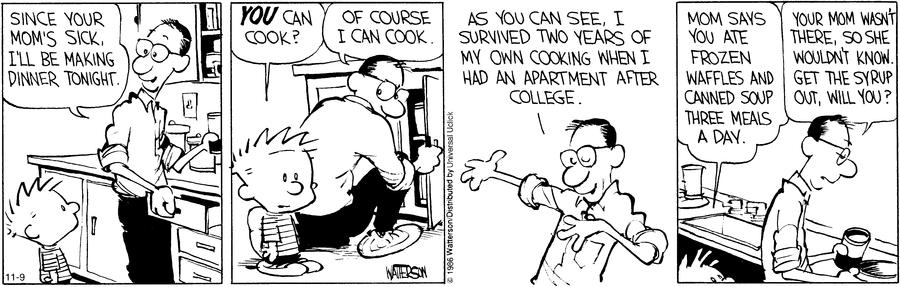 SINCE YOUR
MOM'S SICK,
I'LL BE MAKING
DINNER TONIGHT.
11-9
YOU CAN
COOK?
OF COURSE
I CAN COOK.
WATTERSON
© 1986 Watterson/Distributed by Universal Uclick
AS YOU CAN SEE, I
SURVIVED TWO YEARS OF
MY OWN COOKING WHEN I
HAD AN APARTMENT AFTER
COLLEGE.
MOM SAYS
YOU ATE
FROZEN
WAFFLES AND
CANNED SOUP
THREE MEALS
A DAY.
YOUR MOM WASN'T
THERE, SO SHE
WOULDN'T KNOW.
GET THE SYRUP
OUT, WILL YOU?